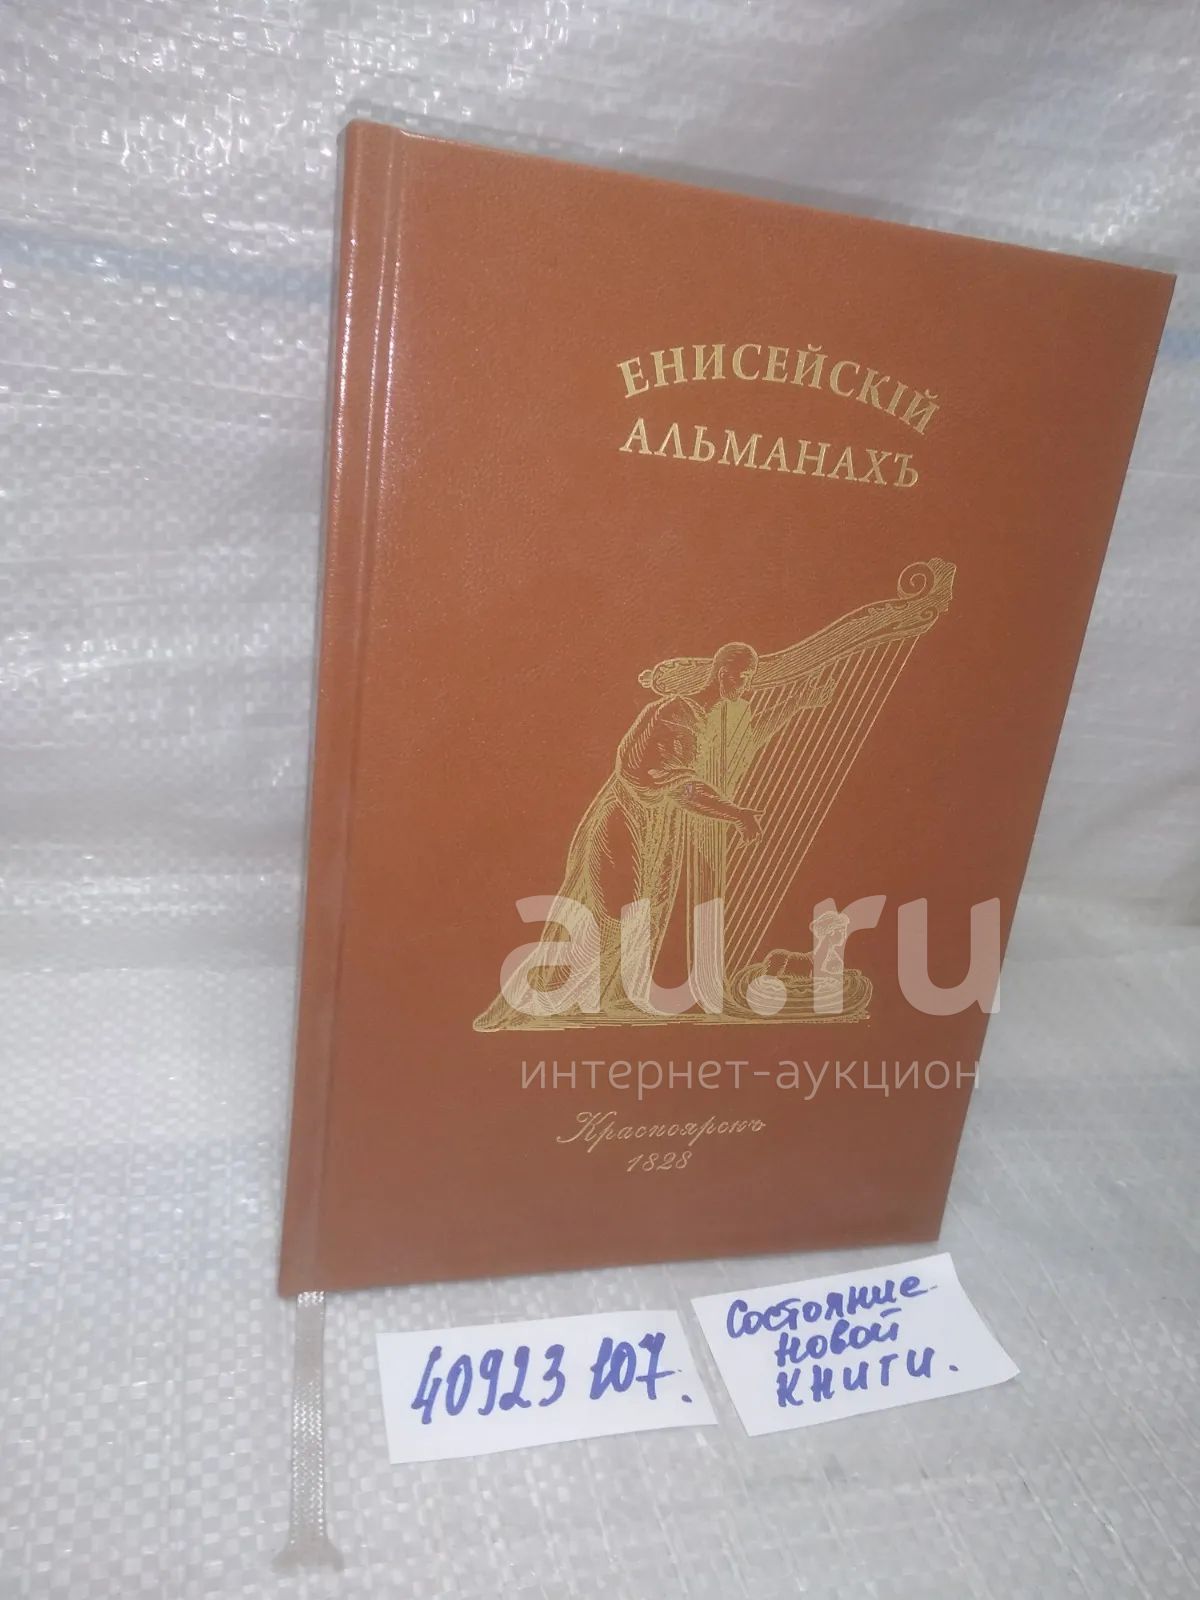 ЕНИСЕЙСКІЙ
АЛЬМАНАХЪ
au.ru
интернет-аукцион
Красноярскъ
1828
40923107.
Состояние-
новой
книги.